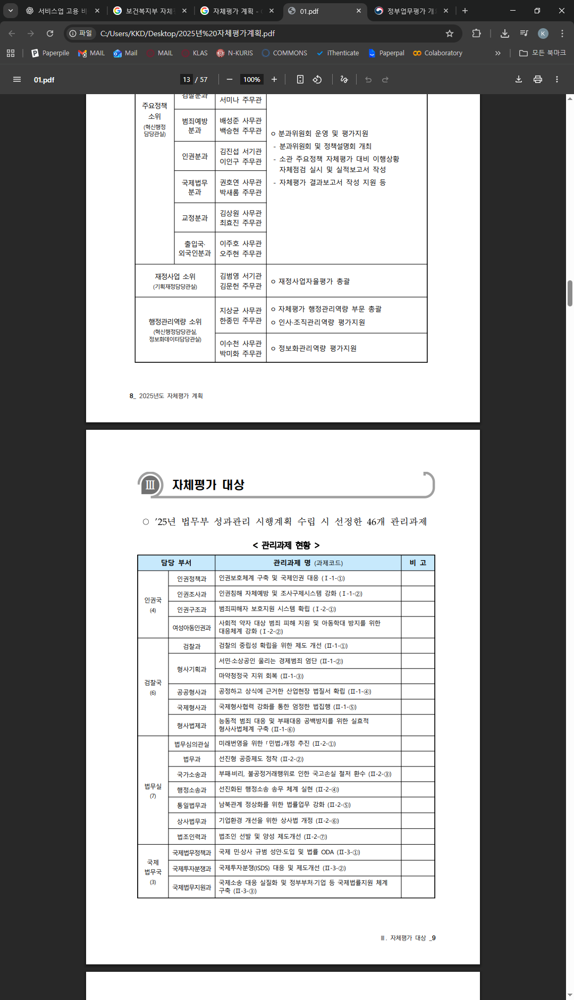 서비스업 고용 비
보건복지부 자체
자체평가 계획 -
01.pdf
정부업무평가 개
파일
C:/Users/KKD/Desktop/2025년%20자체평가계획.pdf
Paperpile
MAIL
Mail
MAIL
KLAS
N-KURIS
COMMONS
iThenticate
Paperpal
Colaboratory
»
모든 북마크
01.pdf
13 / 57
100%
주요정책
소위
(혁신행정
담당관실)
검찰분과
서미나 주무관
범죄예방
분과
배성준 사무관
백승현 주무관
인권분과
김진섭 서기관
이인구 주무관
국제법무
분과
권호연 사무관
박새롬 주무관
교정분과
김상원 사무관
최효진 주무관
출입국·
외국인분과
이주호 사무관
오주현 주무관
ㅇ 분과위원회 운영 및 평가지원
- 분과위원회 및 정책설명회 개최
- 소관 주요정책 자체평가 대비 이행상황
자체점검 실시 및 실적보고서 작성
- 자체평가 결과보고서 작성 지원 등
재정사업 소위
(기획재정담당관실)
김범영 서기관
김문헌 주무관
ㅇ 재정사업자율평가 총괄
행정관리역량 소위
(혁신행정담당관실,
정보화데이터담당관실)
지상균 사무관
한종민 주무관
ㅇ 자체평가 행정관리역량 부문 총괄
ㅇ 인사·조직관리역량 평가지원
이수천 사무관
박미화 주무관
ㅇ 정보화관리역량 평가지원
8_ 2025년도 자체평가 계획
Ⅲ 자체평가 대상
○ ’25년 법무부 성과관리 시행계획 수립 시 선정한 46개 관리과제
< 관리과제 현황 >
담당 부서 관리과제 명 (과제코드) 비 고
인권국
(4)
인권정책과 인권보호체계 구축 및 국제인권 대응 (Ⅰ-1-①)
인권조사과 인권침해 자체예방 및 조사구제시스템 강화 (Ⅰ-1-②)
인권구조과 범죄피해자 보호지원 시스템 확립 (Ⅰ-2-①)
여성아동인권과 사회적 약자 대상 범죄 피해 지원 및 아동학대 방지를 위한
대응체계 강화 (Ⅰ-2-②)
검찰국
(6)
검찰과 검찰의 중립성 확립을 위한 제도 개선 (Ⅱ-1-①)
형사기획과 서민·소상공인 울리는 경제범죄 엄단 (Ⅱ-1-②)
마약청정국 지위 회복 (Ⅱ-1-③)
공공형사과 공정하고 상식에 근거한 산업현장 법질서 확립 (Ⅱ-1-④)
국제형사과 국제형사협력 강화를 통한 엄정한 법집행 (Ⅱ-1-⑤)
형사법제과 능동적 범죄 대응 및 부패대응 공백방지를 위한 실효적
형사사법체계 구축 (Ⅱ-1-⑥)
법무실
(7)
법무심의관실 미래번영을 위한 「민법」개정 추진 (Ⅱ-2-①)
법무과 선진형 공증제도 정착 (Ⅱ-2-②)
국가소송과 부패·비리, 불공정거래행위로 인한 국고손실 철저 환수 (Ⅱ-2-③)
행정소송과 선진화된 행정소송 송무 체계 실현 (Ⅱ-2-④)
통일법무과 남북관계 정상화를 위한 법률업무 강화 (Ⅱ-2-⑤)
상사법무과 기업환경 개선을 위한 상사법 개정 (Ⅱ-2-⑥)
법조인력과 법조인 선발 및 양성 제도개선 (Ⅱ-2-⑦)
국제
법무국
(3)
국제법무정책과 국제 민·상사 규범 성안·도입 및 법률 ODA (Ⅱ-3-①)
국제투자분쟁과 국제투자분쟁(ISDS) 대응 및 제도개선 (Ⅱ-3-②)
국제법무지원과 국제소송 대응 실질화 및 정부부처·기업 등 국제법률지원 체계
구축 (Ⅱ-3-③)
Ⅲ. 자체평가 대상 _9